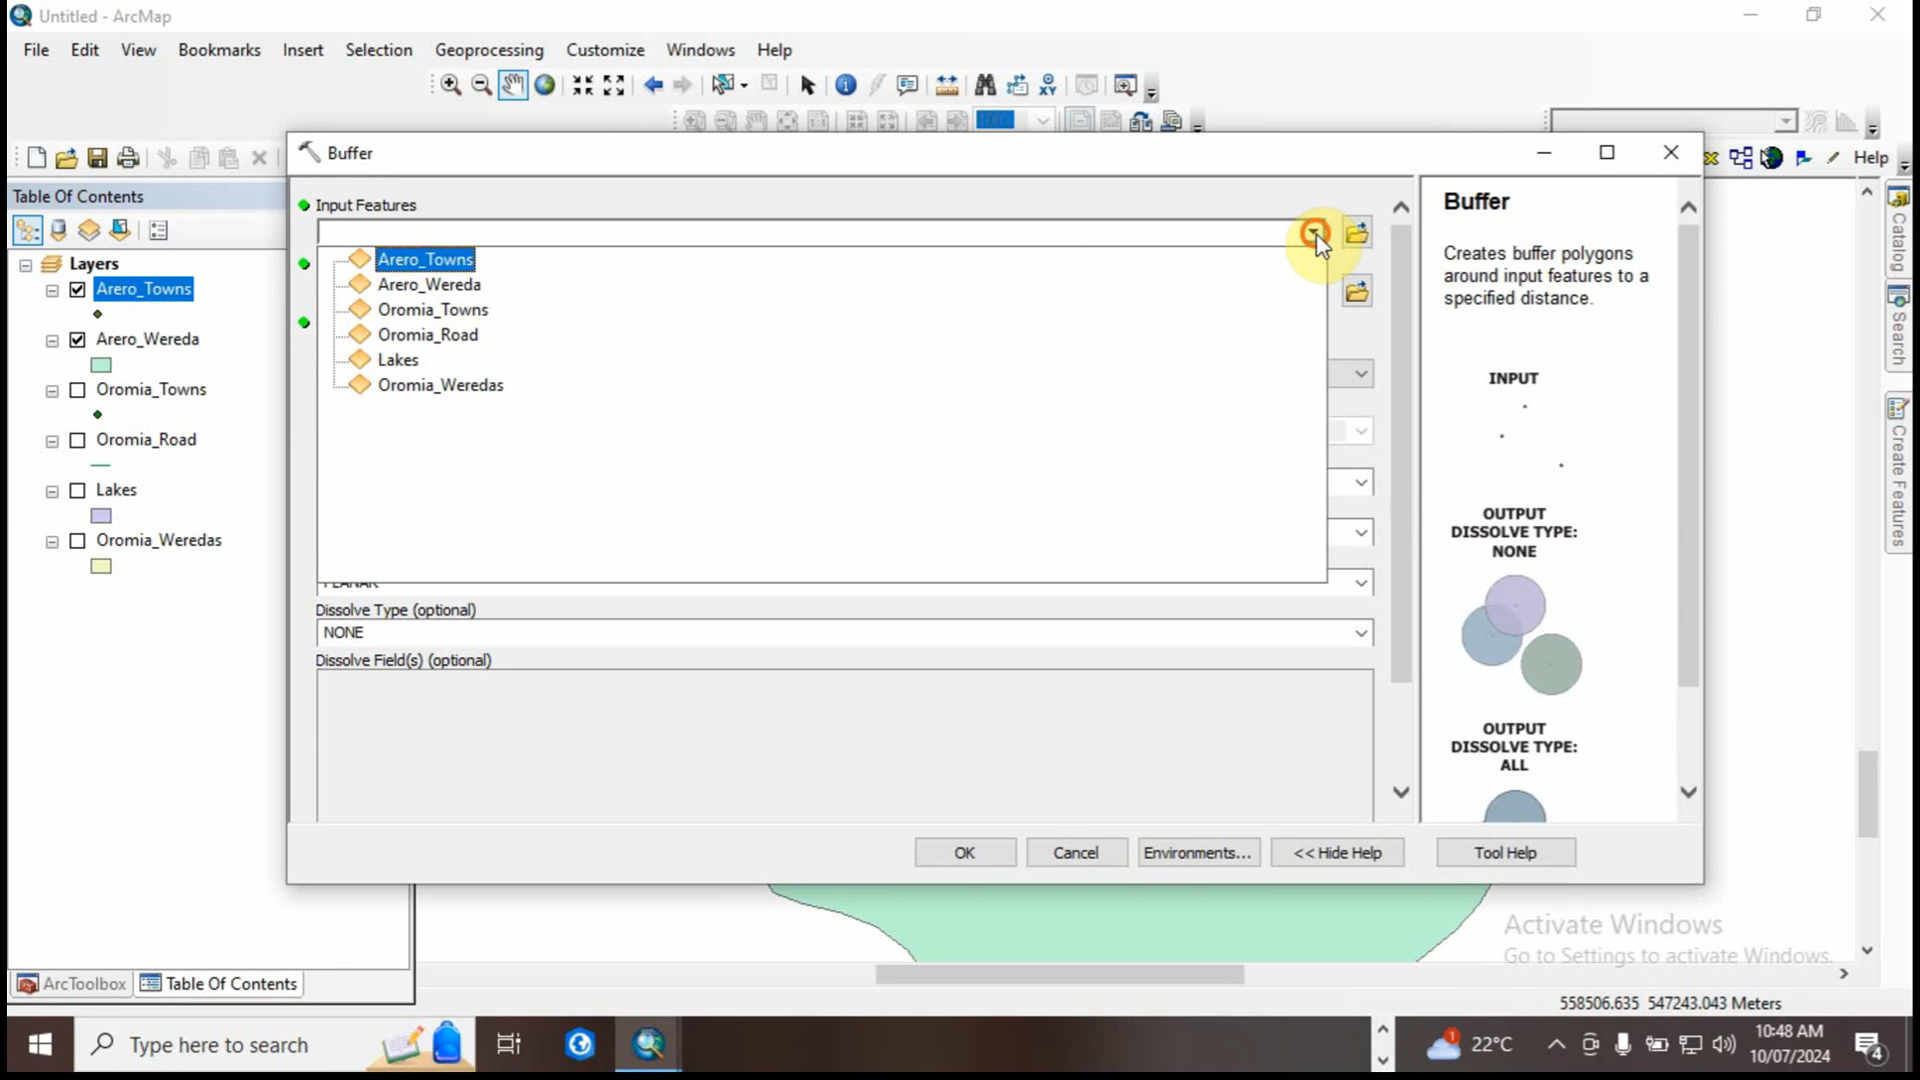 Untitled - ArcMap
File Edit View Bookmarks Insert Selection Geoprocessing Customize Windows Help
XY
Buffer
Help
Table Of Contents
Input Features
Buffer
Creates buffer polygons
around input features to a
specified distance.
Layers
Arero_Towns
Arero_Wereda
Oromia_Towns
Oromia_Road
Lakes
Oromia_Weredas
Arero_Towns
Arero_Wereda
Oromia_Towns
Oromia_Road
Lakes
Oromia_Weredas
INPUT
OUTPUT
DISSOLVE TYPE:
NONE
PLANAR
Dissolve Type (optional)
NONE
Dissolve Field(s) (optional)
OUTPUT
DISSOLVE TYPE:
ALL
OK Cancel Environments... << Hide Help Tool Help
Catalog
Search
Create Features
Activate Windows
Go to Settings to activate Windows.
ArcToolbox Table Of Contents
558506.635 547243.043 Meters
Type here to search
1
22°C
10:48 AM
10/07/2024
4